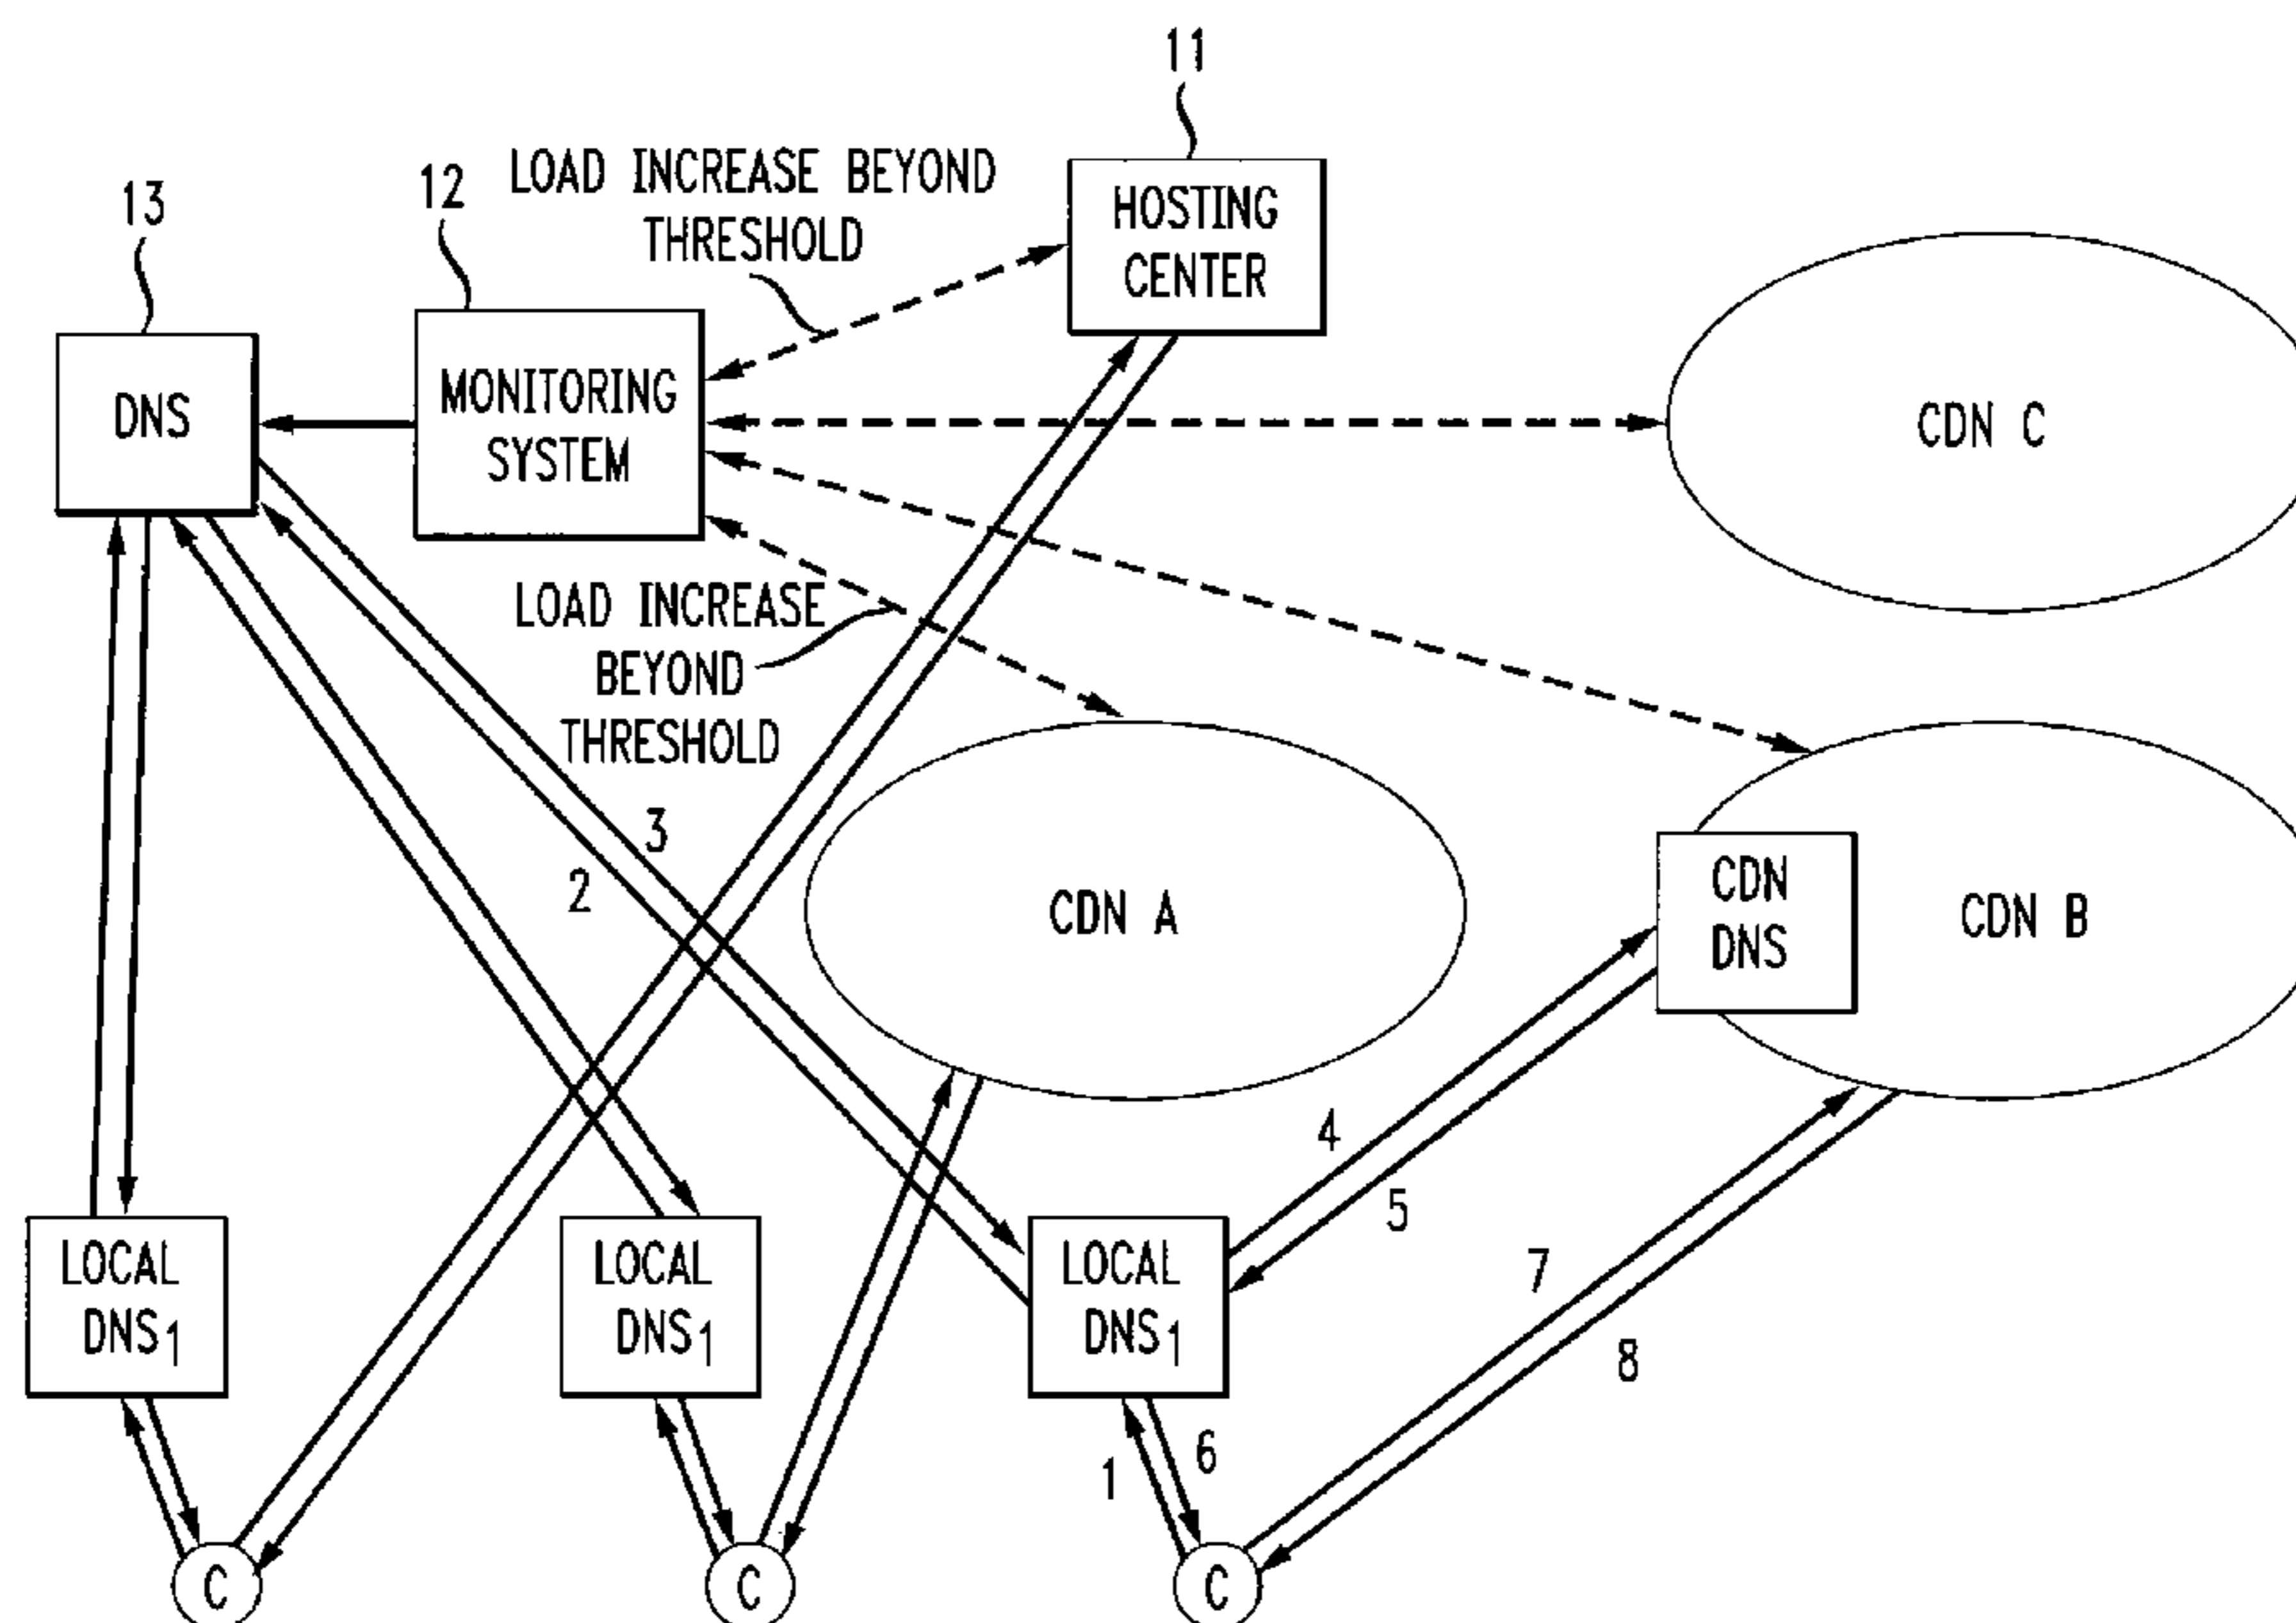 11
LOAD INCREASE BEYOND
THRESHOLD
12
13
HOSTING
CENTER
MONITORING
SYSTEM
DNS
CDN C
LOAD INCREASE
BEYOND
THRESHOLD
3
2
CDN A
CDN
DNS
CDN B
4
5
LOCAL
DNS1
LOCAL
DNS1
LOCAL
DNS1
7
8
1
6
C
C
C